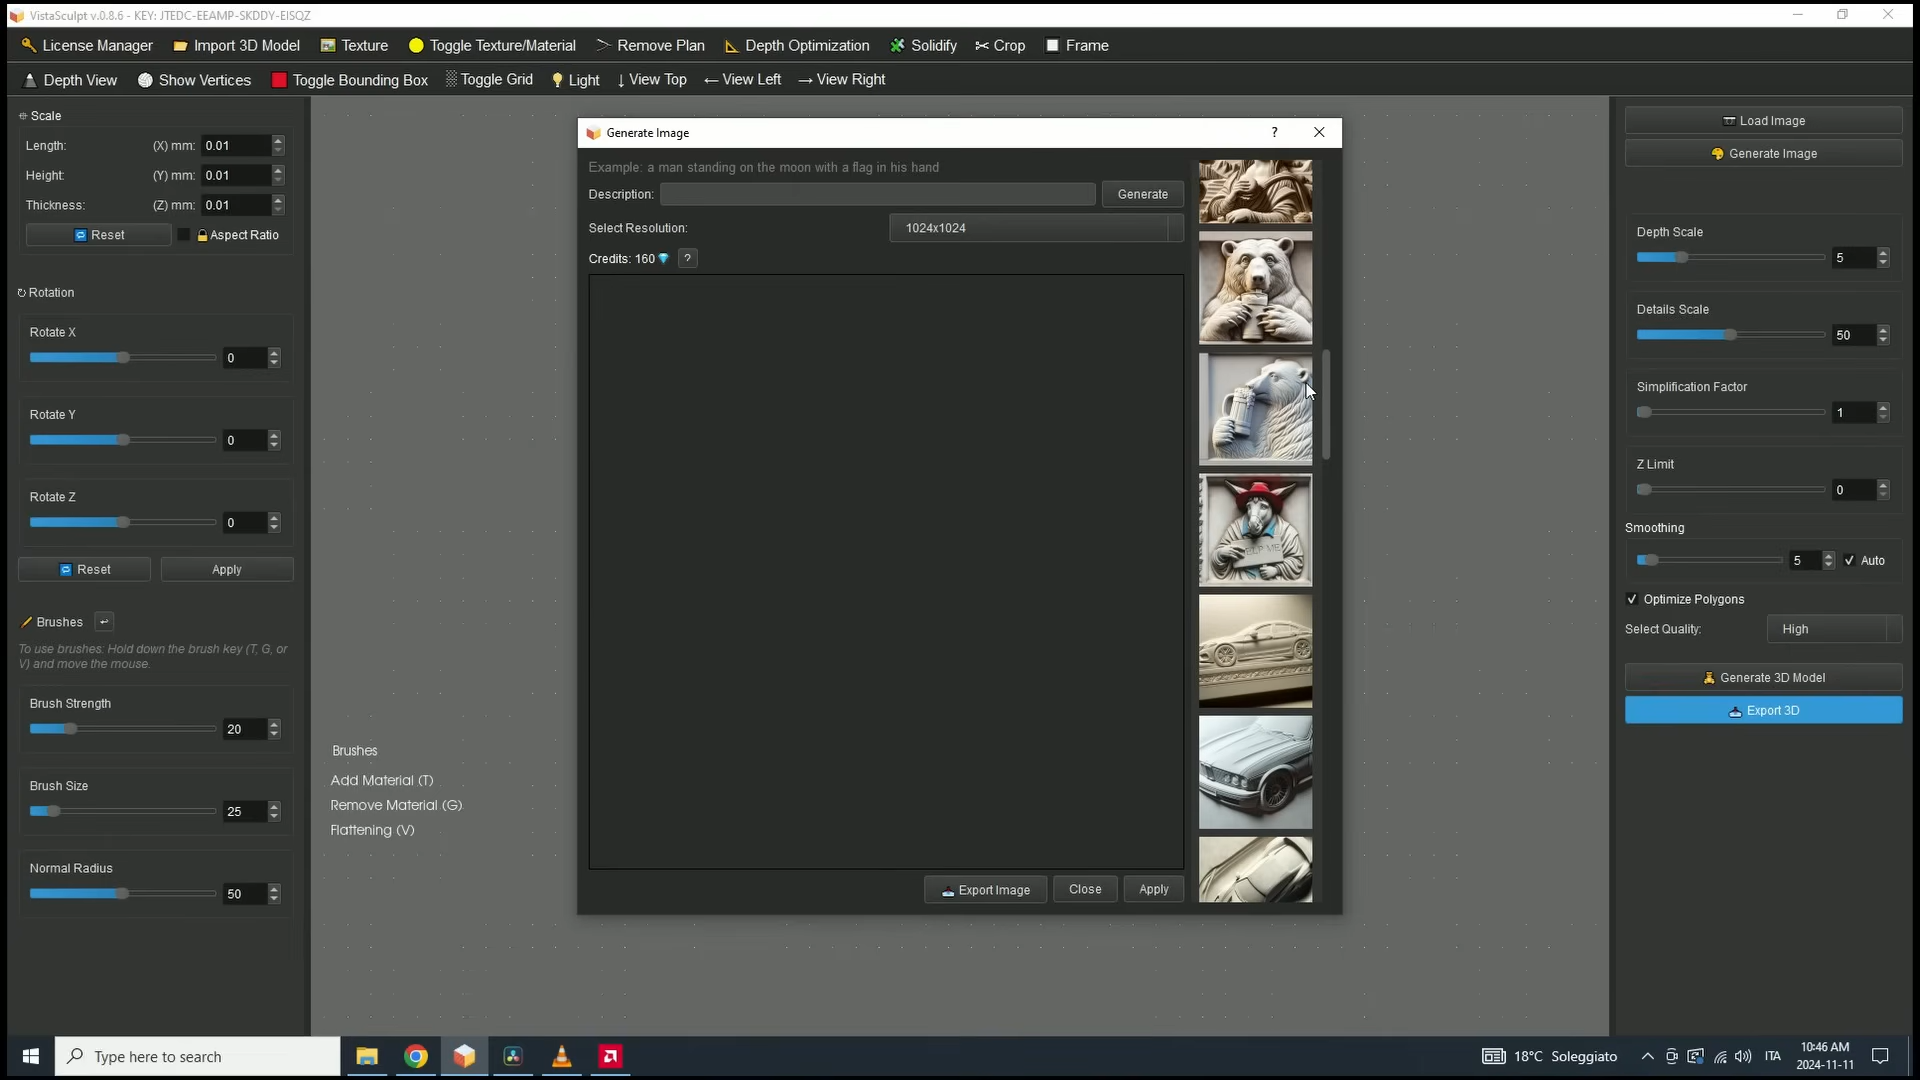 VistaSculpt v.0.8.6 - KEY: JTEDC-EEAMP-SKDDY-EISQZ
License Manager Import 3D Model Texture Toggle Texture/Material Remove Plan Depth Optimization Solidify Crop Frame
Depth View Show Vertices Toggle Bounding Box Toggle Grid Light ↓ View Top ← View Left → View Right
Scale
Length: (X) mm: 0.01
Height: (Y) mm: 0.01
Thickness: (Z) mm: 0.01
Reset Aspect Ratio
Rotation
Rotate X
0
Rotate Y
0
Rotate Z
0
Reset Apply
Brushes
To use brushes: Hold down the brush key (T, G, or
V) and move the mouse.
Brush Strength
20
Brush Size
25
Normal Radius
50
Brushes
Add Material (T)
Remove Material (G)
Flattening (V)
Generate Image ?
Example: a man standing on the moon with a flag in his hand
Description: Generate
Select Resolution: 1024x1024
Credits: 160 ?
HELP ME
Export Image Close Apply
Load Image
Generate Image
Depth Scale
5
Details Scale
50
Simplification Factor
1
Z Limit
0
Smoothing
5 Auto
Optimize Polygons
Select Quality: High
Generate 3D Model
Export 3D
Type here to search
18°C Soleggiato ITA
10:46 AM
2024-11-11